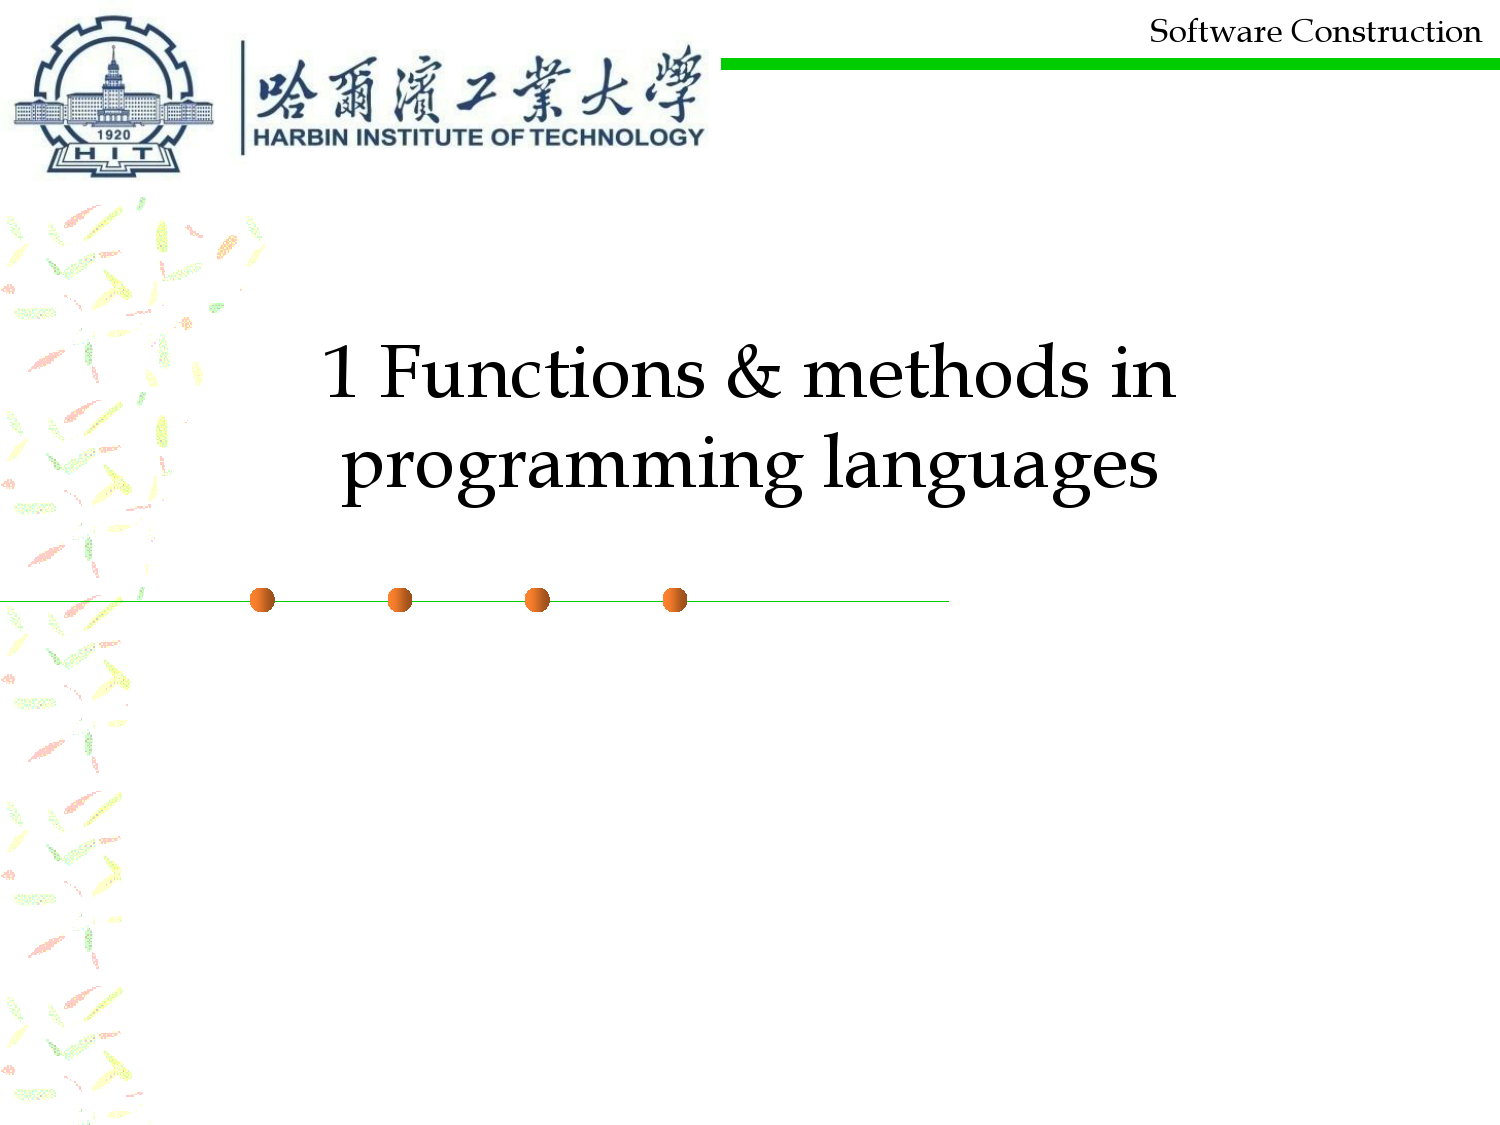 Software Construction
哈爾濱工業大學
HARBIN INSTITUTE OF TECHNOLOGY
1920
HIT
1 Functions & methods in
programming languages